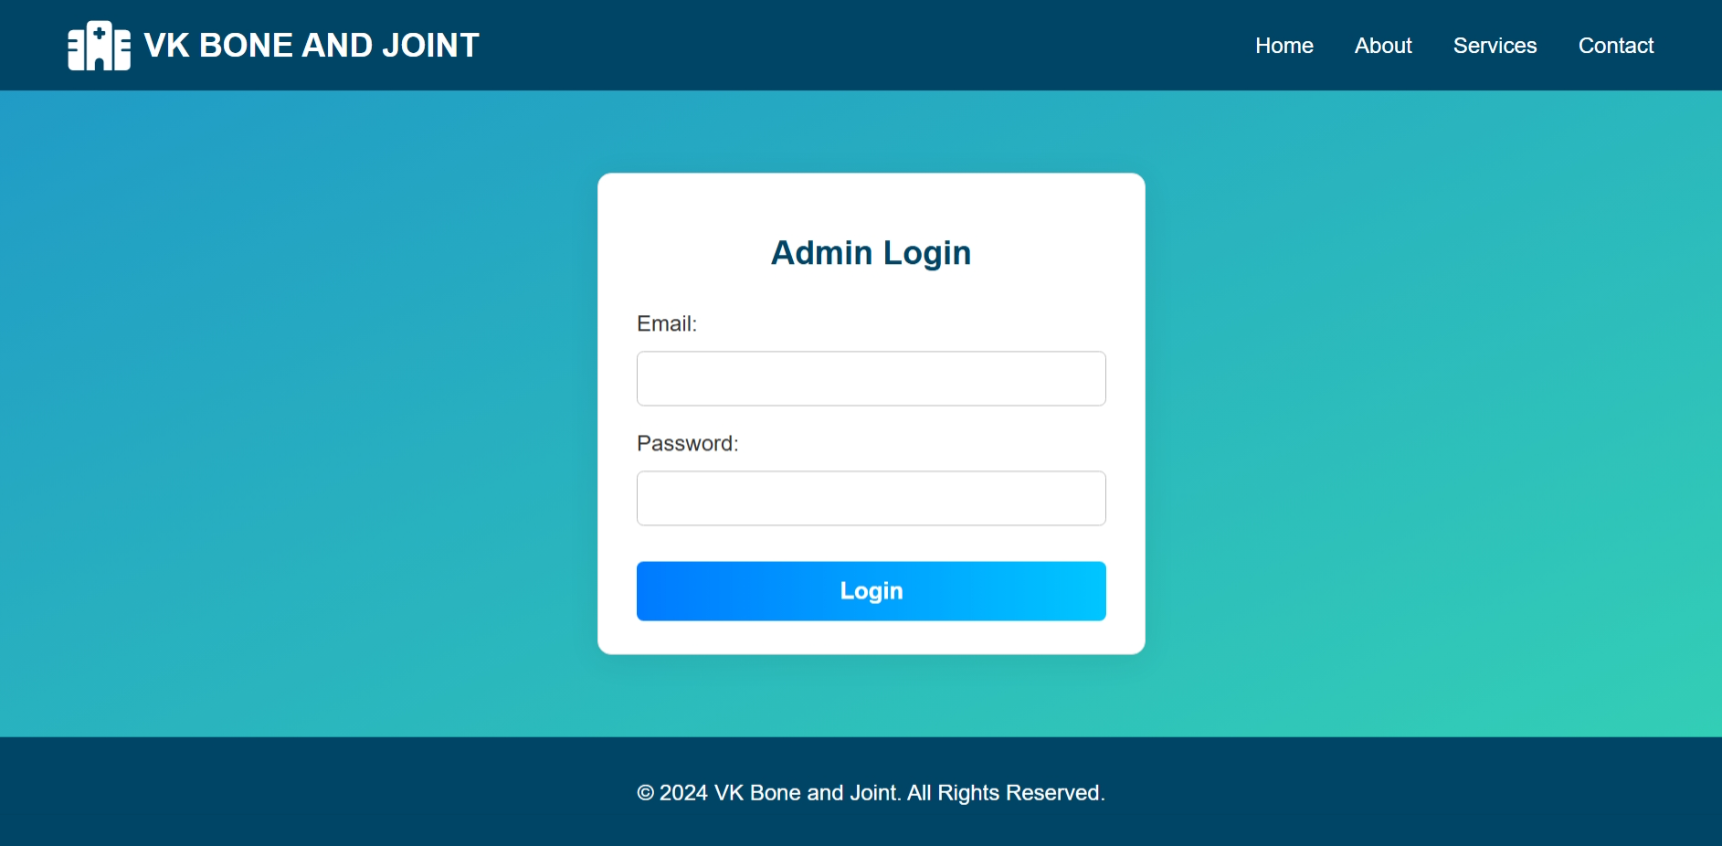 VK BONE AND JOINT
Home About Services Contact
Admin Login
Email:
Password:
Login
© 2024 VK Bone and Joint. All Rights Reserved.